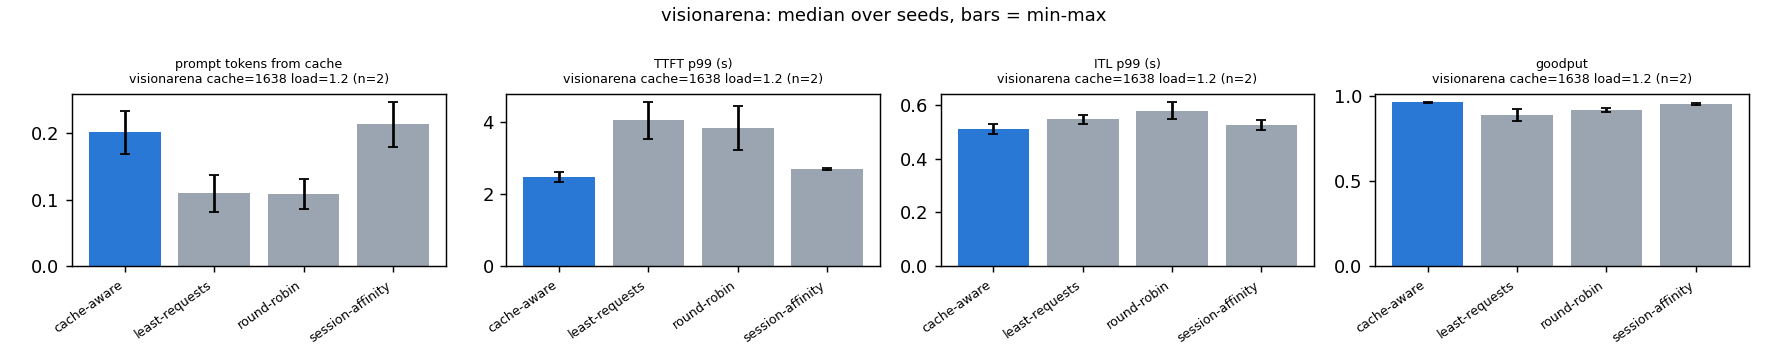 visionarena: median over seeds, bars = min-max
prompt tokens from cache
visionarena cache=1638 load=1.2 (n=2)
0.2
0.1
0.0
cache-aware
least-requests
round-robin
session-affinity
TTFT p99 (s)
visionarena cache=1638 load=1.2 (n=2)
4
2
0
cache-aware
least-requests
round-robin
session-affinity
ITL p99 (s)
visionarena cache=1638 load=1.2 (n=2)
0.6
0.4
0.2
0.0
cache-aware
least-requests
round-robin
session-affinity
goodput
visionarena cache=1638 load=1.2 (n=2)
1.0
0.5
0.0
cache-aware
least-requests
round-robin
session-affinity